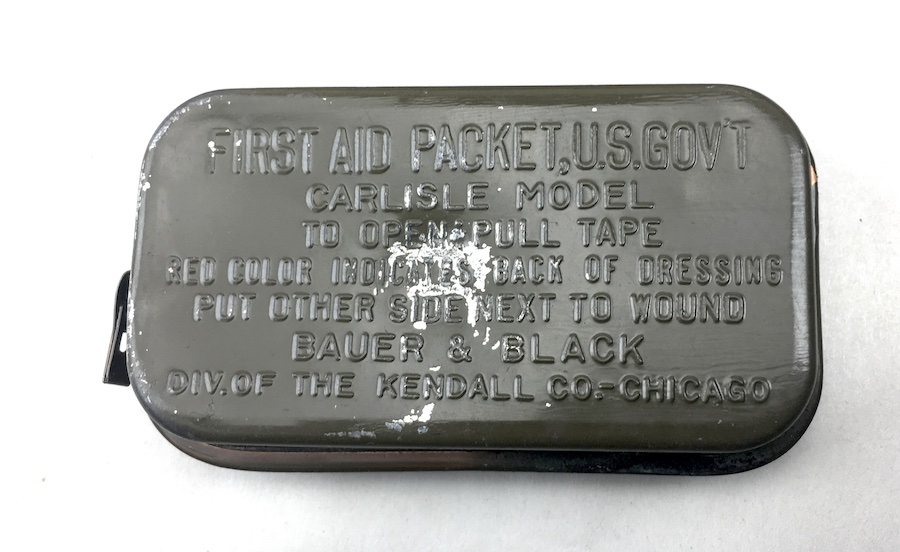 FIRST AID PACKET, U.S. GOV'T
CARLISLE MODEL
TO OPEN-PULL TAPE
RED COLOR INDICATES BACK OF DRESSING
PUT OTHER SIDE NEXT TO WOUND
BAUER & BLACK
DIV. OF THE KENDALL CO.-CHICAGO